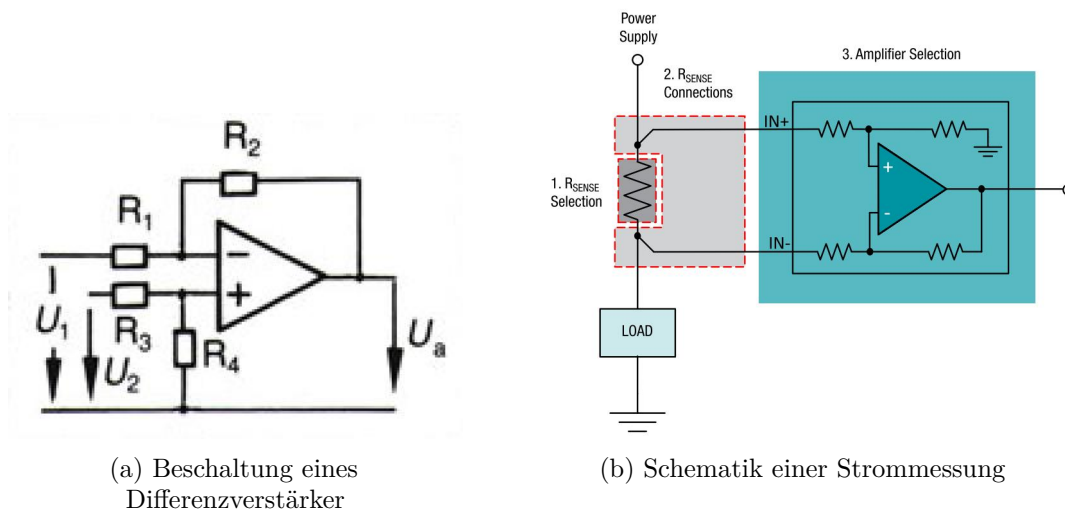 R₂
R₁
−
+
U₁
R₃
U₂
R₄
Uₐ
(a) Beschaltung eines
Differenzverstärker
Power
Supply
2. RSENSE
Connections
1. RSENSE
Selection
LOAD
3. Amplifier Selection
IN+
IN-
+
-
(b) Schematik einer Strommessung